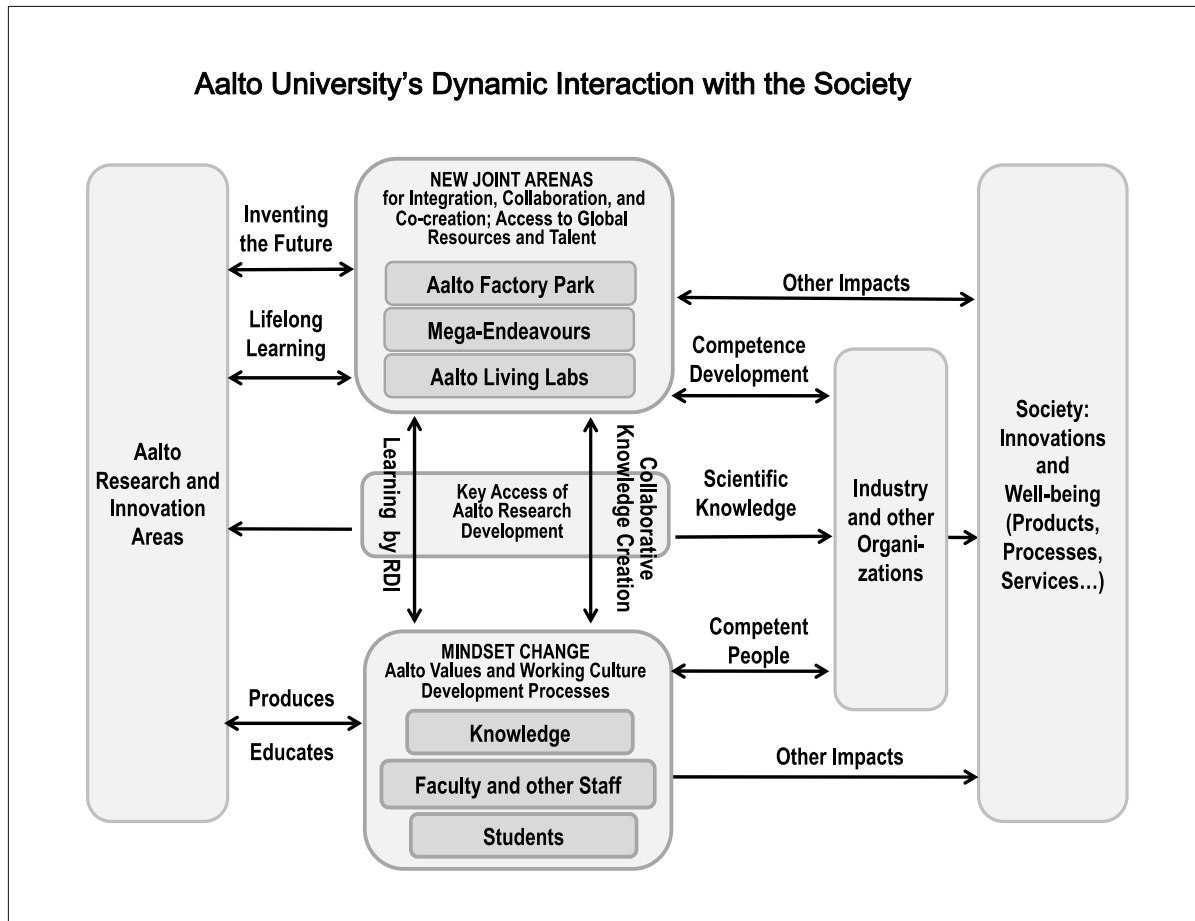 Aalto University's Dynamic Interaction with the Society
NEW JOINT ARENAS
for Integration, Collaboration, and
Co-creation; Access to Global
Resources and Talent
Aalto Factory Park
Mega-Endeavours
Aalto Living Labs
Inventing
the Future
Lifelong
Learning
Other Impacts
Competence
Development
Aalto
Research and
Innovation
Areas
Learning by RDI
Key Access of
Aalto Research
Development
Collaborative
Knowledge Creation
Scientific
Knowledge
Industry
and other
Organi-
zations
Society:
Innovations
and
Well-being
(Products,
Processes,
Services…)
MINDSET CHANGE
Aalto Values and Working Culture
Development Processes
Knowledge
Faculty and other Staff
Students
Produces
Educates
Competent
People
Other Impacts